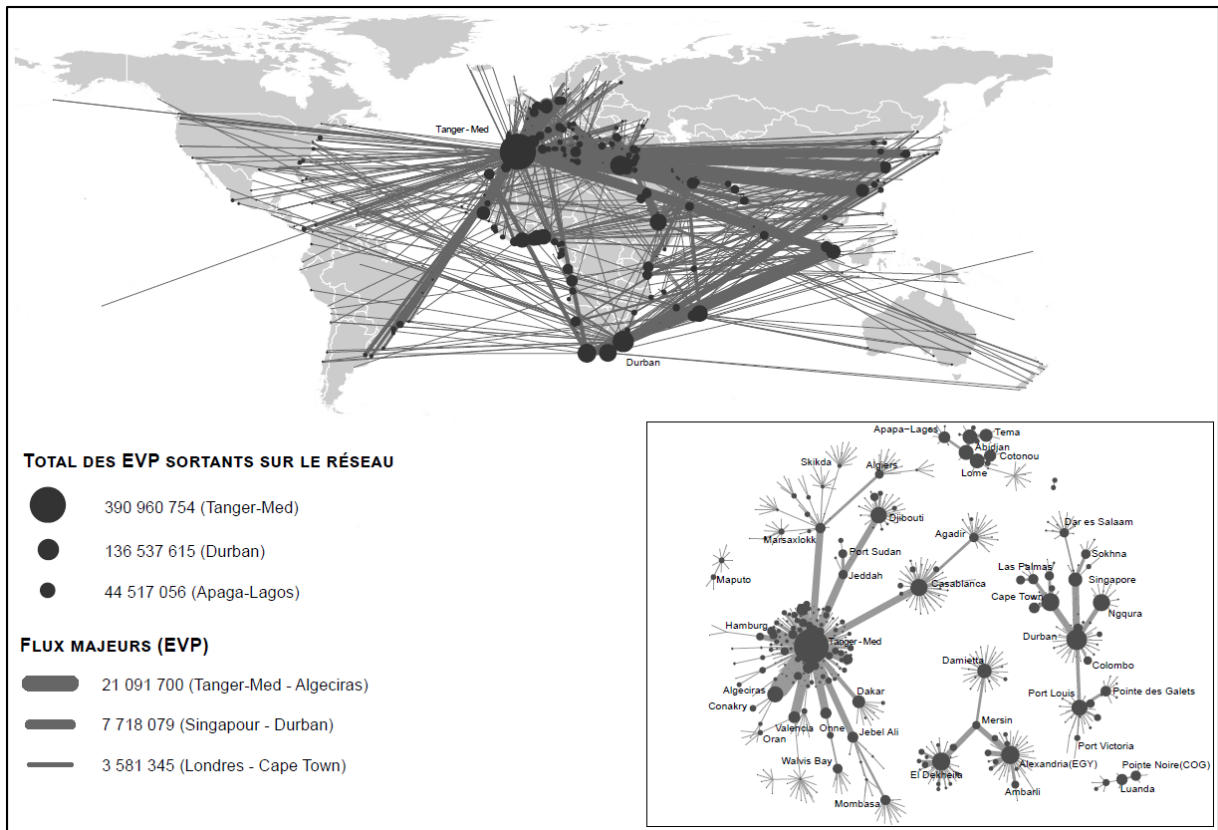 Tanger-Med
Durban
TOTAL DES EVP SORTANTS SUR LE RÉSEAU
390 960 754 (Tanger-Med)
136 537 615 (Durban)
44 517 056 (Apaga-Lagos)
FLUX MAJEURS (EVP)
21 091 700 (Tanger-Med - Algeciras)
7 718 079 (Singapour - Durban)
3 581 345 (Londres - Cape Town)
Apapa-Lagos
Tema
Abidjan
Cotonou
Lome
Skikda
Algiers
Djibouti
Marsaxlokk
Port Sudan
Jeddah
Agadir
Casablanca
Maputo
Dar es Salaam
Sokhna
Las Palmas
Singapore
Cape Town
Ngqura
Durban
Colombo
Hamburg
Tanger-Med
Damietta
Algeciras
Conakry
Dakar
Valencia
Onne
Oran
Jebel Ali
Walvis Bay
Mombasa
Mersin
El Dekheila
Alexandria(EGY)
Ambarli
Port Louis
Pointe des Galets
Port Victoria
Pointe Noire(COG)
Luanda